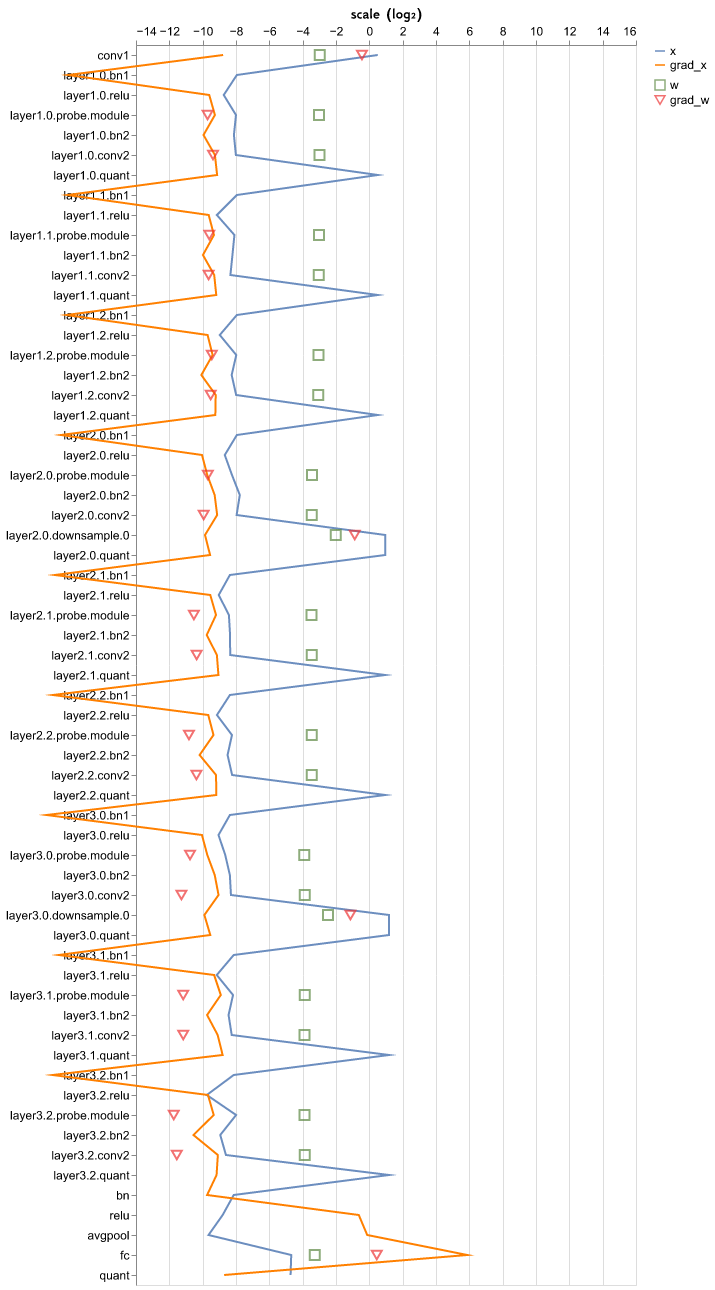 scale (log₂)
−14 −12 −10 −8 −6 −4 −2 0 2 4 6 8 10 12 14 16
x
grad_x
w
grad_w
conv1
layer1.0.bn1
layer1.0.relu
layer1.0.probe.module
layer1.0.bn2
layer1.0.conv2
layer1.0.quant
layer1.1.bn1
layer1.1.relu
layer1.1.probe.module
layer1.1.bn2
layer1.1.conv2
layer1.1.quant
layer1.2.bn1
layer1.2.relu
layer1.2.probe.module
layer1.2.bn2
layer1.2.conv2
layer1.2.quant
layer2.0.bn1
layer2.0.relu
layer2.0.probe.module
layer2.0.bn2
layer2.0.conv2
layer2.0.downsample.0
layer2.0.quant
layer2.1.bn1
layer2.1.relu
layer2.1.probe.module
layer2.1.bn2
layer2.1.conv2
layer2.1.quant
layer2.2.bn1
layer2.2.relu
layer2.2.probe.module
layer2.2.bn2
layer2.2.conv2
layer2.2.quant
layer3.0.bn1
layer3.0.relu
layer3.0.probe.module
layer3.0.bn2
layer3.0.conv2
layer3.0.downsample.0
layer3.0.quant
layer3.1.bn1
layer3.1.relu
layer3.1.probe.module
layer3.1.bn2
layer3.1.conv2
layer3.1.quant
layer3.2.bn1
layer3.2.relu
layer3.2.probe.module
layer3.2.bn2
layer3.2.conv2
layer3.2.quant
bn
relu
avgpool
fc
quant